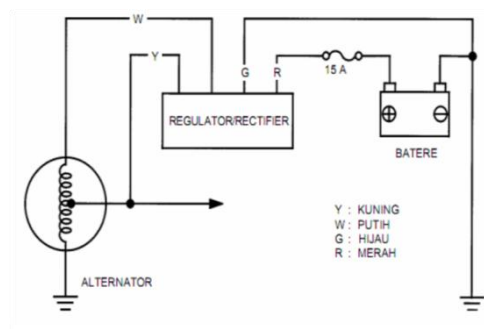 W
Y
G
R
15 A
REGULATOR/RECTIFIER
BATERE
Y : KUNING
W : PUTIH
G : HIJAU
R : MERAH
ALTERNATOR